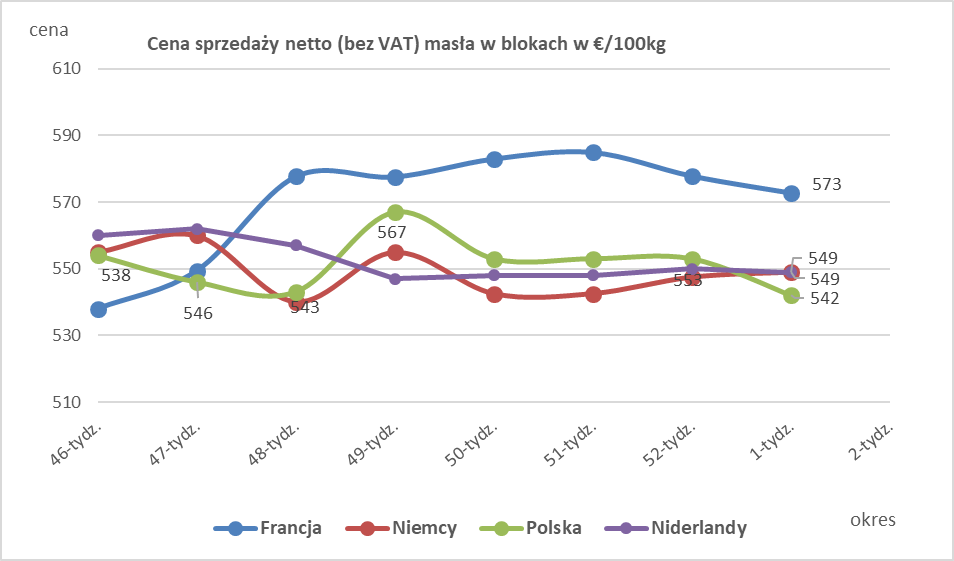 cena
Cena sprzedaży netto (bez VAT) masła w blokach w €/100kg
610
590
570
550
530
510
573
567
549
538
553
549
546
543
542
46-tydz.
47-tydz.
48-tydz.
49-tydz.
50-tydz.
51-tydz.
52-tydz.
1-tydz.
2-tydz.
okres
Francja Niemcy Polska Niderlandy